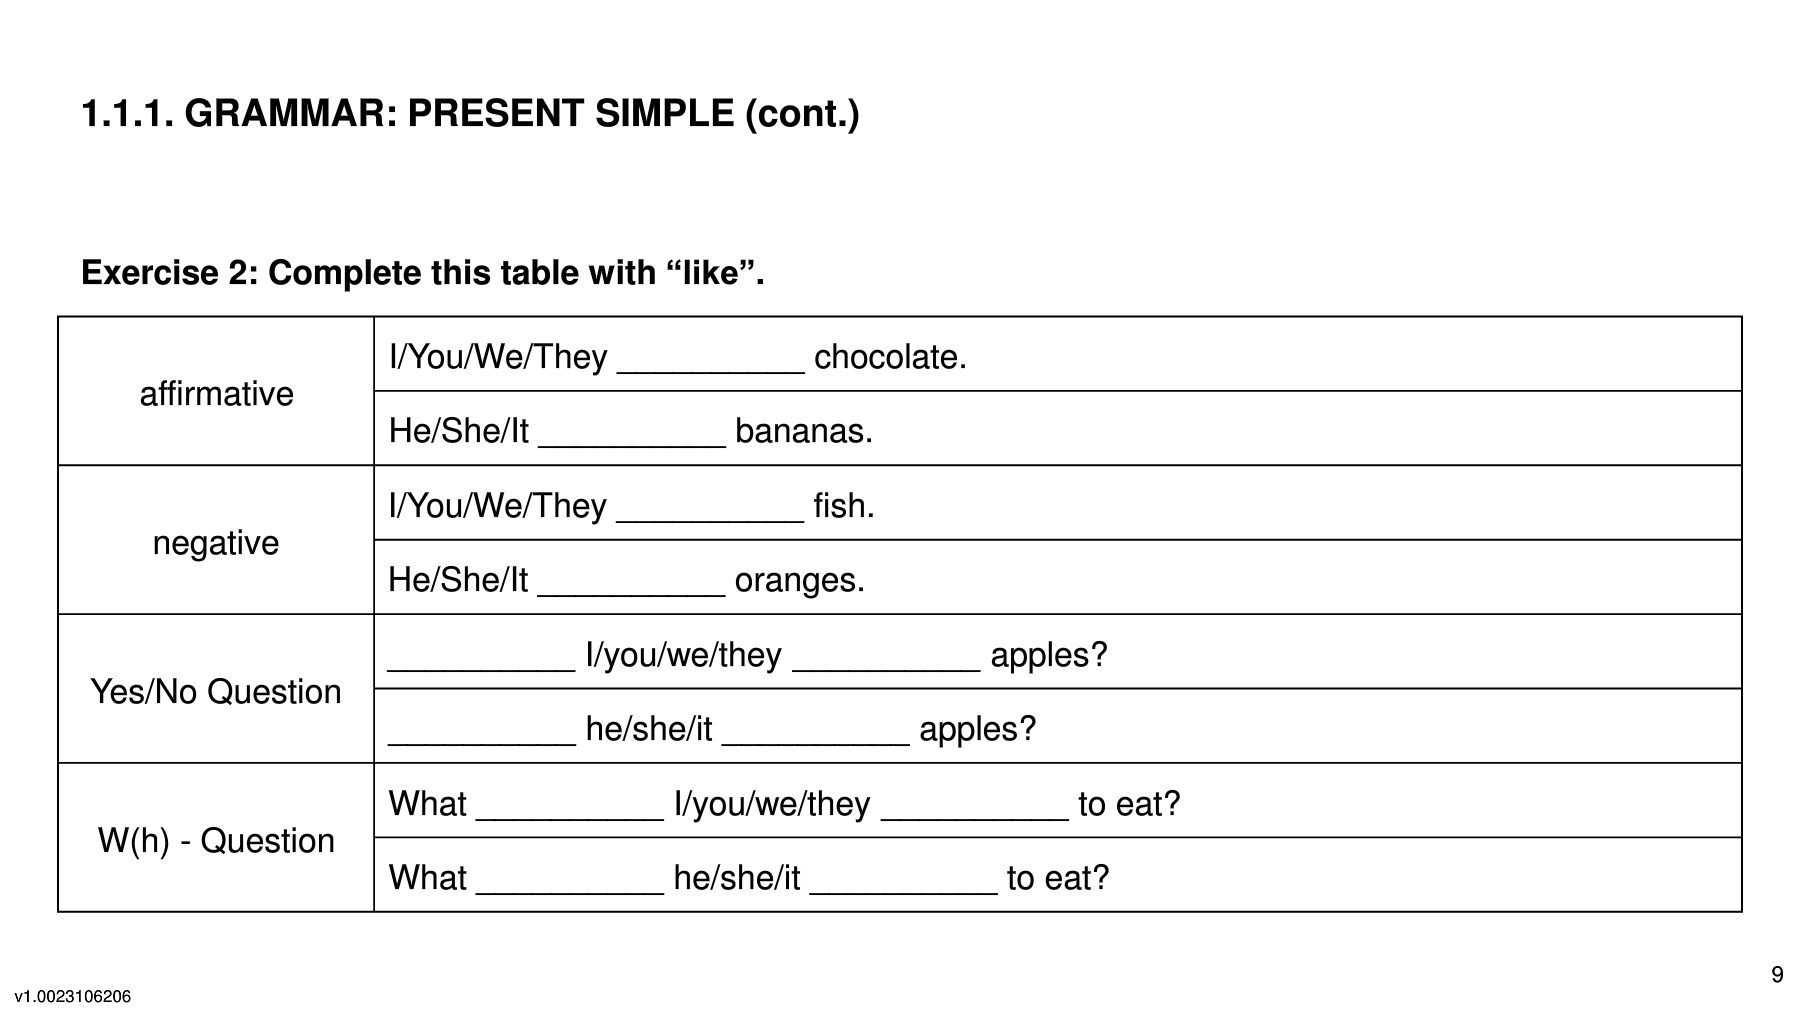 1.1.1. GRAMMAR: PRESENT SIMPLE (cont.)
Exercise 2: Complete this table with “like”.
affirmative
I/You/We/They __________ chocolate.
He/She/It __________ bananas.
negative
I/You/We/They __________ fish.
He/She/It __________ oranges.
Yes/No Question
__________ I/you/we/they __________ apples?
__________ he/she/it __________ apples?
W(h) - Question
What __________ I/you/we/they __________ to eat?
What __________ he/she/it __________ to eat?
9
v1.0023106206